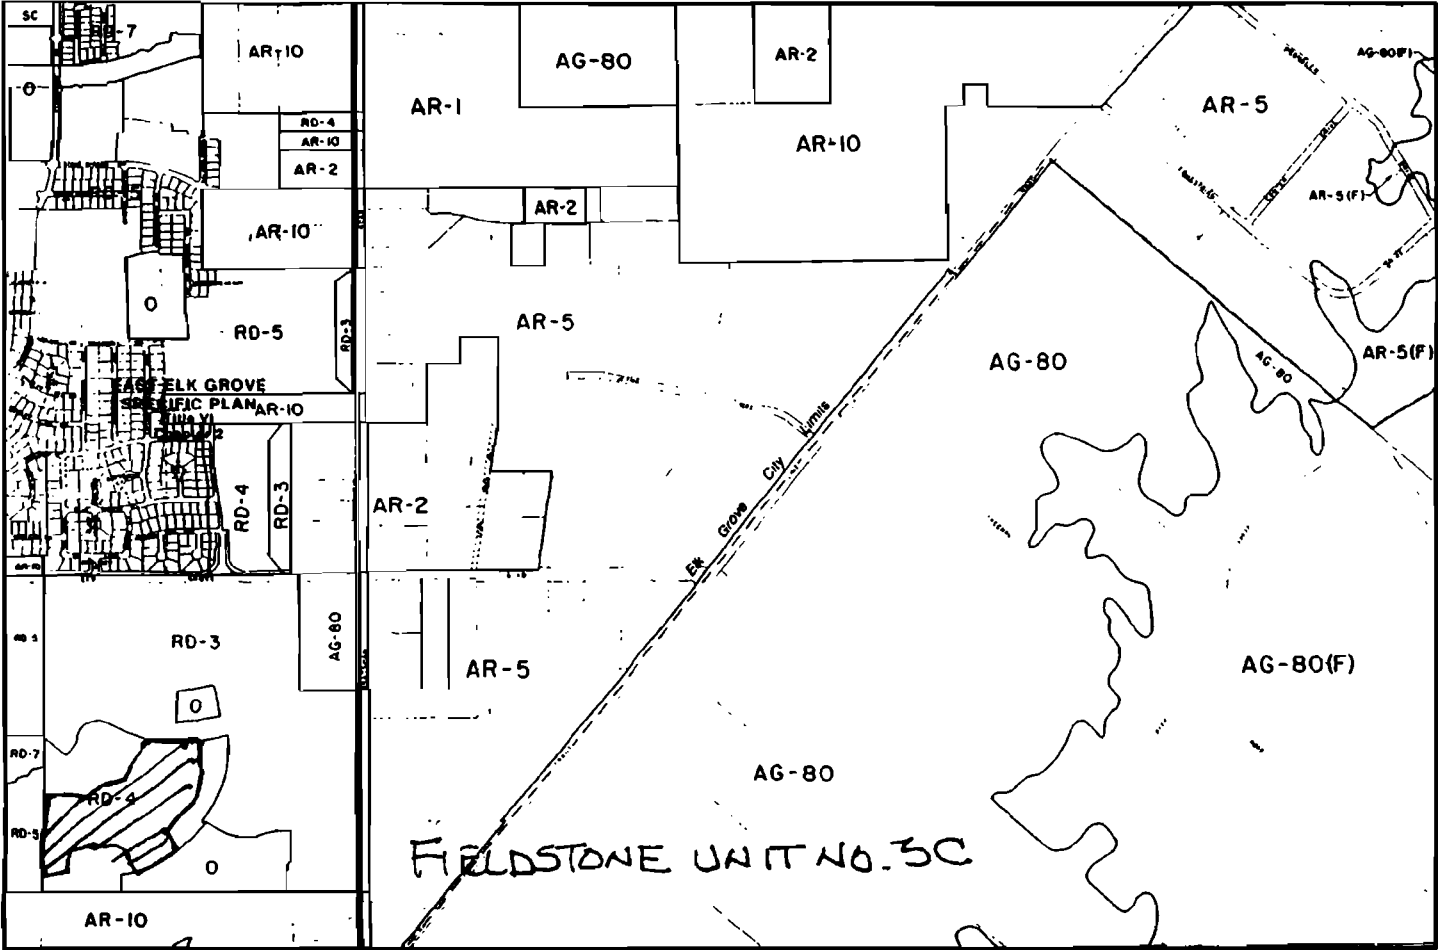 SC
RD-7
AR-10
AG-80
AR-2
AG-80(F)
O
AR-1
AR-5
RD-4
AR-10
AR-10
AR-2
AR-5(F)
AR-2
AR-10
O
RD-5
RD-3
AR-5
AG-80
AG-80
AR-5(F)
EAST ELK GROVE
SPECIFIC PLAN
AR-10
Elk Grove City Limits
RD-4
RD-3
AR-2
RD-3
AG-80
AR-5
AG-80(F)
O
RD-7
AG-80
RD-4
RD-5
O
FIELDSTONE UNIT NO. 3C
AR-10